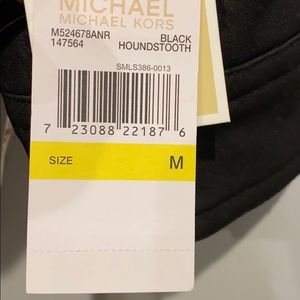 MICHAEL
MICHAEL KORS
M524678ANR BLACK
147564 HOUNDSTOOTH
SMLS386-0013
7 23088 22187 6
SIZE M